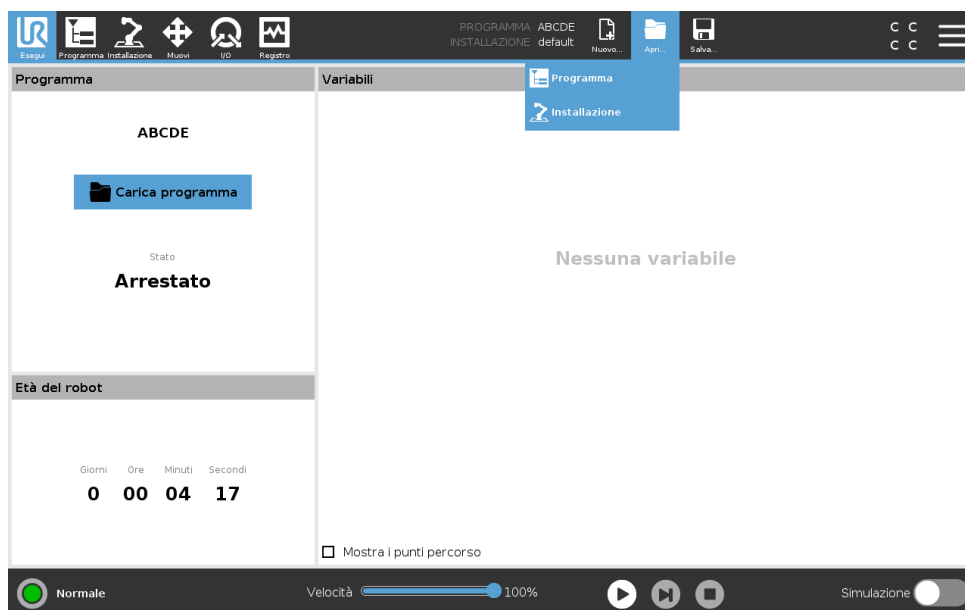 UR
Esegui
Programma
Installazione
Muovi
I/O
Registro
PROGRAMMA ABCDE
INSTALLAZIONE default
Nuovo...
Apri...
Salva...
C C
C C
Programma
Variabili
Programma
Installazione
ABCDE
Carica programma
Stato
Arrestato
Nessuna variabile
Età del robot
Giorni Ore Minuti Secondi
0 00 04 17
Mostra i punti percorso
Normale
Velocità 100%
Simulazione